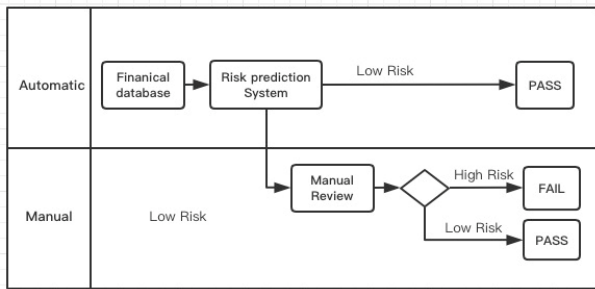 Automatic
Finanical
database
Risk prediction
System
Low Risk
PASS
Manual
Low Risk
Manual
Review
High Risk
FAIL
Low Risk
PASS